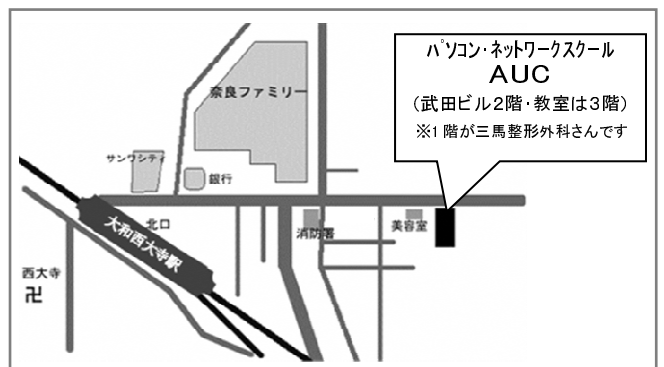 ﾊﾟｿｺﾝ・ネットワークスクール
AUC
(武田ビル2階・教室は3階)
※1階が三馬整形外科さんです
奈良ファミリー
サンワシティ
銀行
北口
大和西大寺駅
消防署
美容室
西大寺
卍